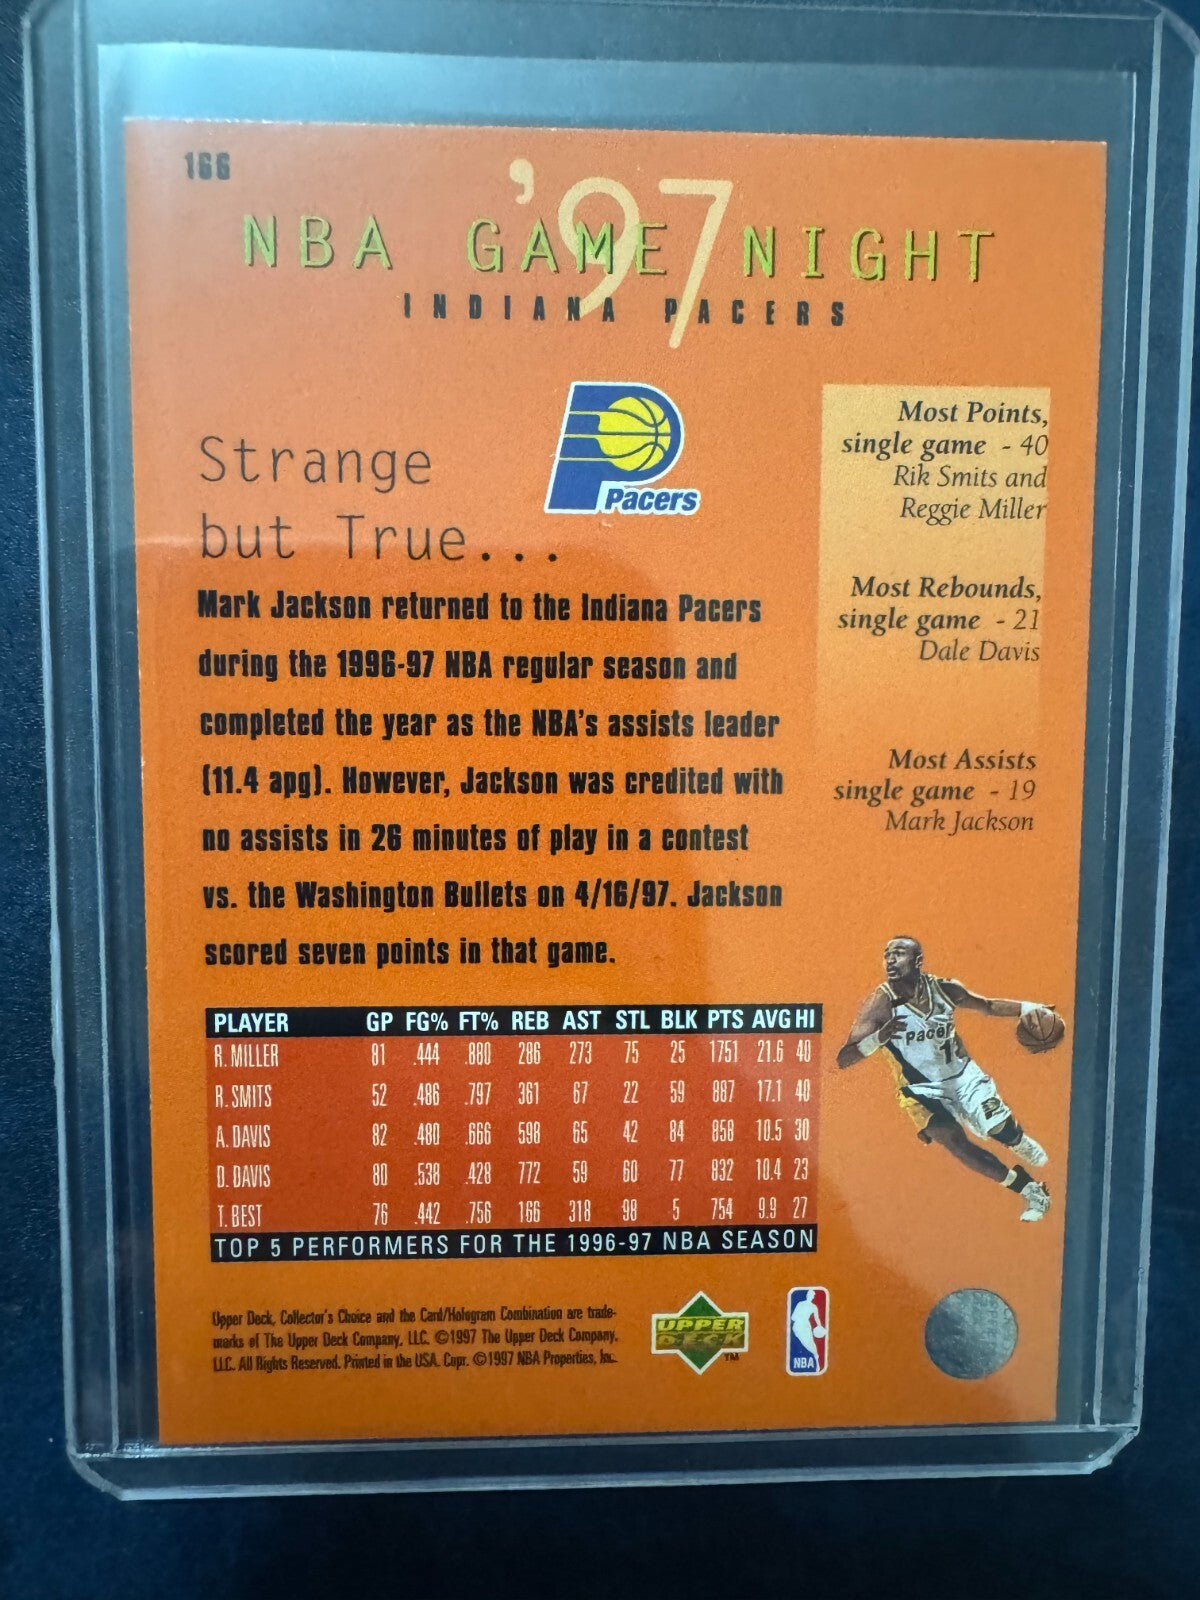 166
'97
NBA GAME NIGHT
INDIANA PACERS
Pacers
Strange
but True...
Mark Jackson returned to the Indiana Pacers
during the 1996-97 NBA regular season and
completed the year as the NBA's assists leader
(11.4 apg). However, Jackson was credited with
no assists in 26 minutes of play in a contest
vs. the Washington Bullets on 4/16/97. Jackson
scored seven points in that game.
Most Points,
single game - 40
Rik Smits and
Reggie Miller
Most Rebounds,
single game - 21
Dale Davis
Most Assists
single game - 19
Mark Jackson
PLAYER GP FG% FT% REB AST STL BLK PTS AVG HI
R. MILLER 81 .444 .880 286 273 75 25 1751 21.6 40
R. SMITS 52 .486 .797 361 67 22 59 887 17.1 40
A. DAVIS 82 .480 .666 598 65 42 84 858 10.5 30
D. DAVIS 80 .538 .428 772 59 60 77 832 10.4 23
T. BEST 76 .442 .756 166 318 98 5 754 9.9 27
TOP 5 PERFORMERS FOR THE 1996-97 NBA SEASON
Upper Deck, Collector's Choice and the Card/Hologram Combination are trade-
marks of The Upper Deck Company, LLC. ©1997 The Upper Deck Company,
LLC. All Rights Reserved. Printed in the USA. Copr. ©1997 NBA Properties, Inc.
UPPER
DECK
TM
NBA